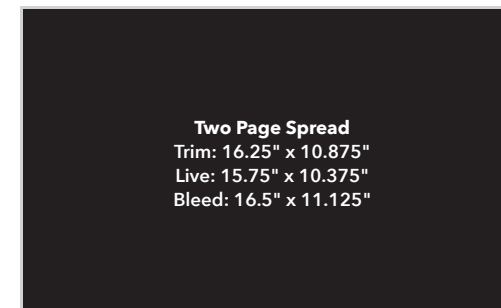 Two Page Spread
Trim: 16.25" x 10.875"
Live: 15.75" x 10.375"
Bleed: 16.5" x 11.125"